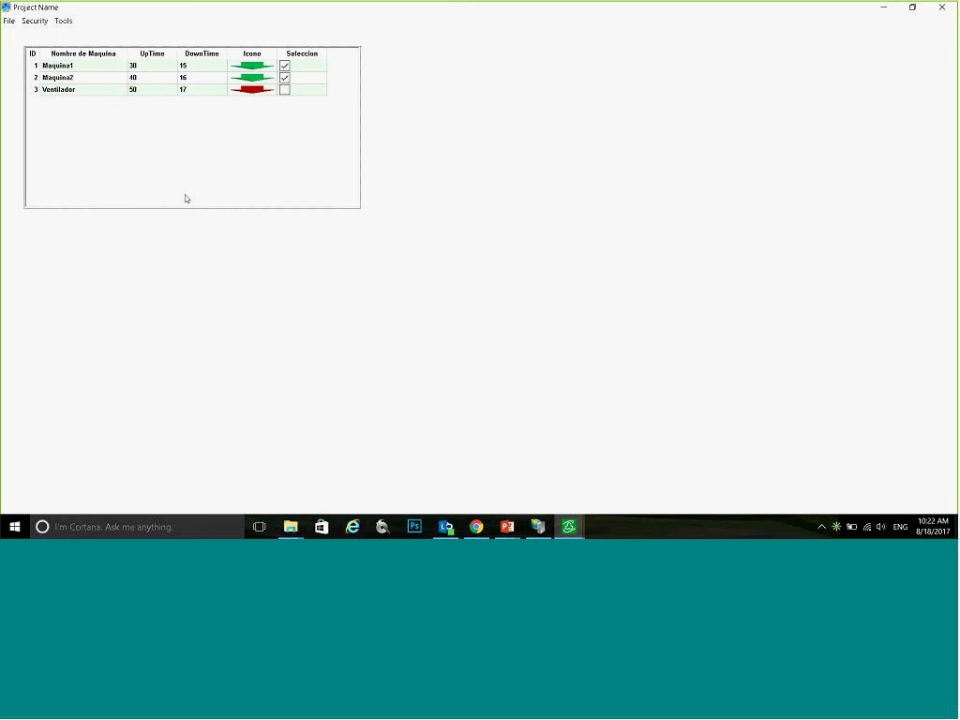 Project Name
File Security Tools
ID Nombre de Maquina UpTime DownTime Icono Seleccion
1 Maquina1 30 15
2 Maquina2 40 16
3 Ventilador 50 17
I'm Cortana. Ask me anything.
Ps
ENG
10:22 AM
8/18/2017